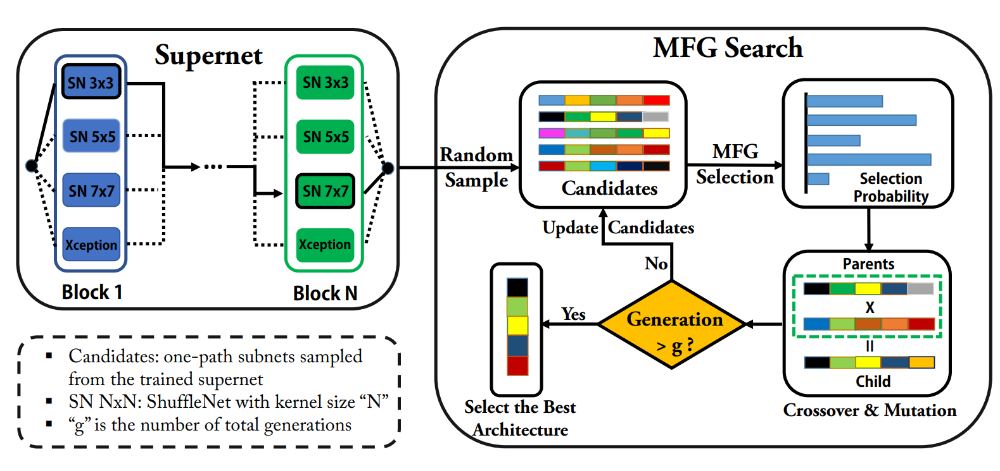 Supernet
SN 3x3
SN 5x5
SN 7x7
Xception
Block 1
...
SN 3x3
SN 5x5
SN 7x7
Xception
Block N
▪ Candidates: one-path subnets sampled
from the trained supernet
▪ SN NxN: ShuffleNet with kernel size “N”
▪ “g” is the number of total generations
MFG Search
Random
Sample
Candidates
MFG
Selection
Selection
Probability
Parents
X
=
Child
Crossover & Mutation
Generation
> g ?
No
Update Candidates
Yes
Select the Best
Architecture